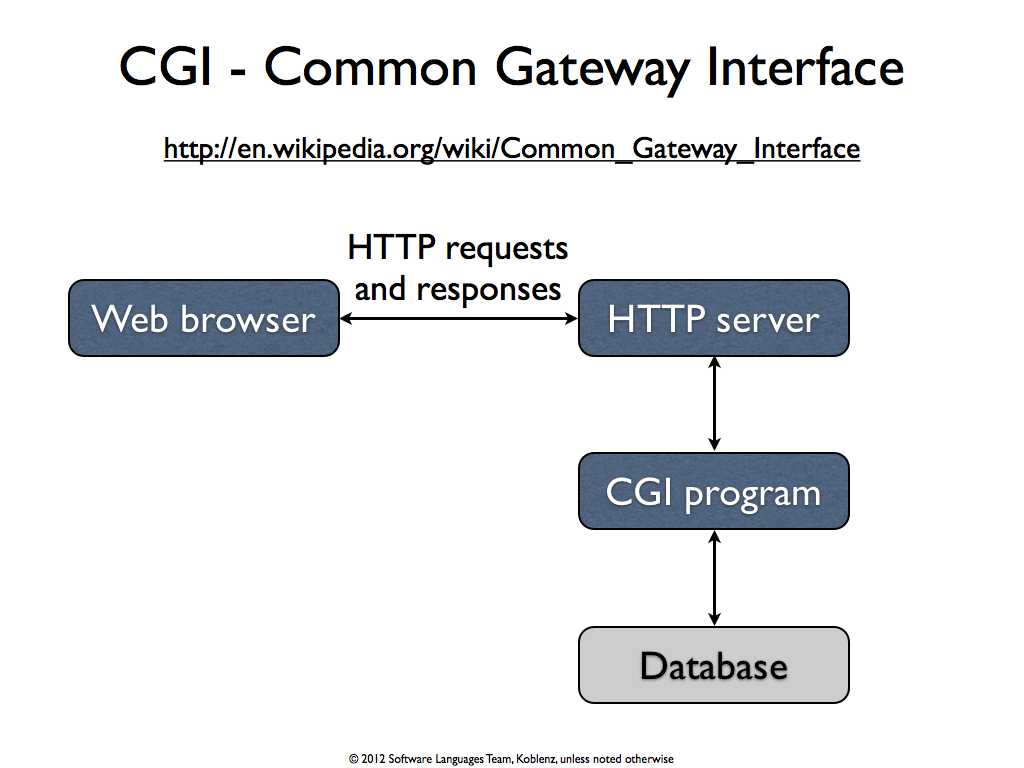 CGI - Common Gateway Interface
http://en.wikipedia.org/wiki/Common_Gateway_Interface
HTTP requests
and responses
Web browser
HTTP server
CGI program
Database
© 2012 Software Languages Team, Koblenz, unless noted otherwise